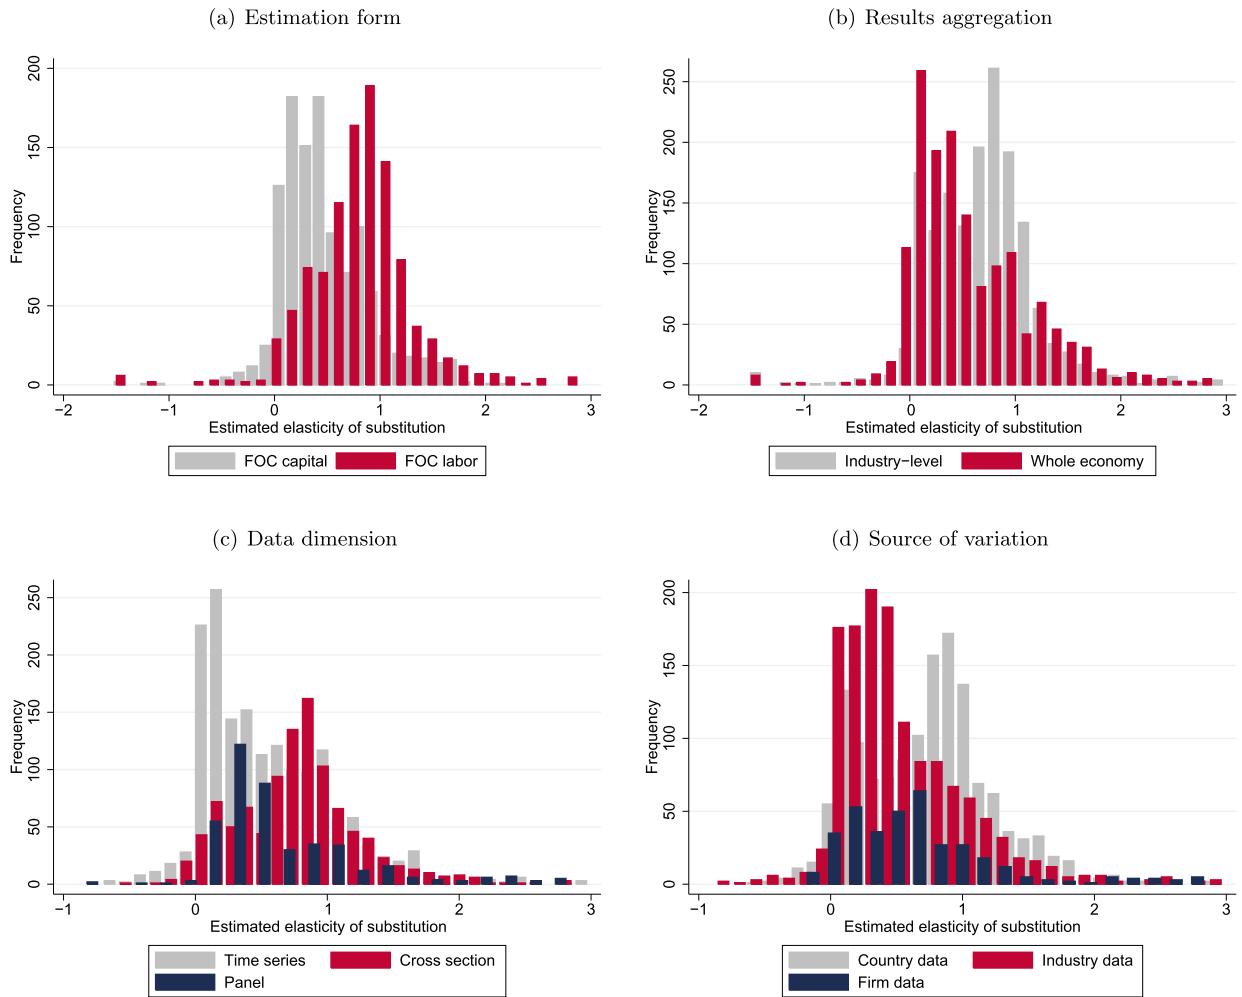 (a) Estimation form
200
150
100
50
0
Frequency
−2 −1 0 1 2 3
Estimated elasticity of substitution
FOC capital FOC labor
(b) Results aggregation
250
200
150
100
50
0
Frequency
−2 −1 0 1 2 3
Estimated elasticity of substitution
Industry−level Whole economy
(c) Data dimension
250
200
150
100
50
0
Frequency
−1 0 1 2 3
Estimated elasticity of substitution
Time series Cross section
Panel
(d) Source of variation
200
150
100
50
0
Frequency
−1 0 1 2 3
Estimated elasticity of substitution
Country data Industry data
Firm data